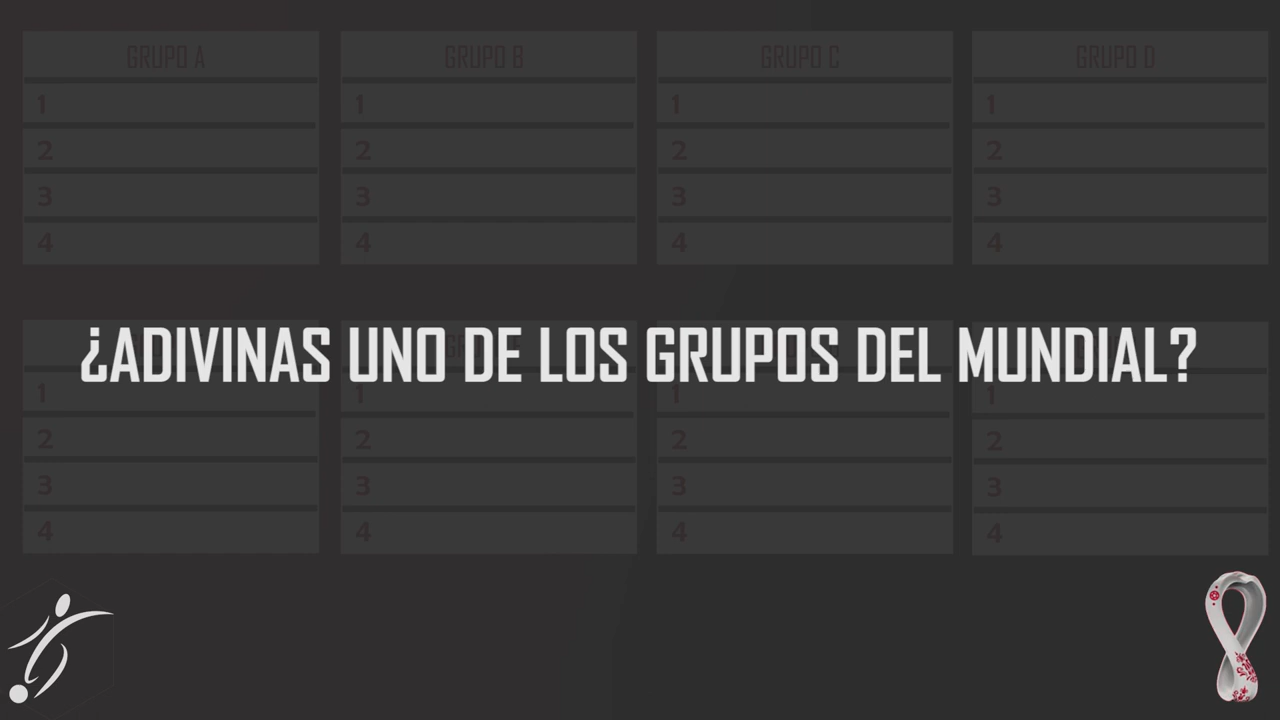 GRUPO A GRUPO B GRUPO C GRUPO D
1 1 1 1
2 2 2 2
3 3 3 3
4 4 4 4
¿ADIVINAS UNO DE LOS GRUPOS DEL MUNDIAL?
1 1 1 1
2 2 2 2
3 3 3 3
4 4 4 4